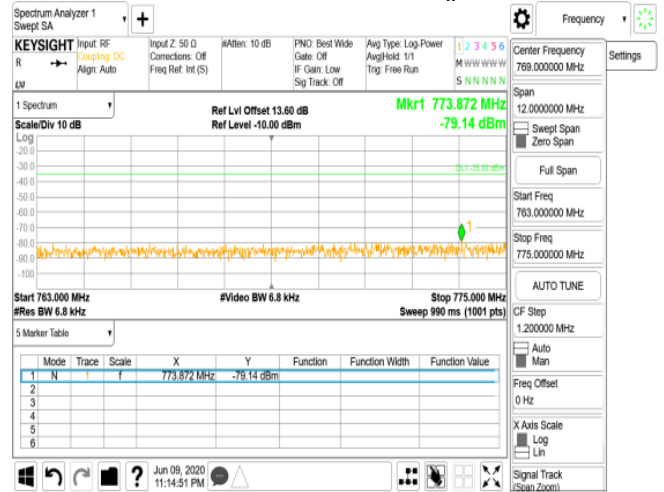 Spectrum Analyzer 1
Swept SA
Frequency
KEYSIGHT
R
Input: RF
Coupling: DC
Align: Auto
Input Z: 50 Ω
Corrections: Off
Freq Ref: Int (S)
#Atten: 10 dB
PNO: Best Wide
Gate: Off
IF Gain: Low
Sig Track: Off
Avg Type: Log-Power
Avg|Hold: 1/1
Trig: Free Run
1 2 3 4 5 6
M W W W W W
S N N N N N
Center Frequency
769.000000 MHz
Settings
Span
12.0000000 MHz
Swept Span
Zero Span
Full Span
Start Freq
763.000000 MHz
Stop Freq
775.000000 MHz
AUTO TUNE
CF Step
1.200000 MHz
Auto
Man
Freq Offset
0 Hz
X Axis Scale
Log
Lin
Signal Track
(Span Zoom)
1 Spectrum
Scale/Div 10 dB
Ref Lvl Offset 13.60 dB
Ref Level -10.00 dBm
Mkr1 773.872 MHz
-79.14 dBm
Log
-20.0
-30.0
DL1 -35.00 dBm
-40.0
-50.0
-60.0
-70.0
1
-80.0
-90.0
-100
Start 763.000 MHz
#Video BW 6.8 kHz
Stop 775.000 MHz
#Res BW 6.8 kHz
Sweep 990 ms (1001 pts)
5 Marker Table
Mode Trace Scale X Y Function Function Width Function Value
1 N 1 f 773.872 MHz -79.14 dBm
2
3
4
5
6
?
Jun 09, 2020
11:14:51 PM